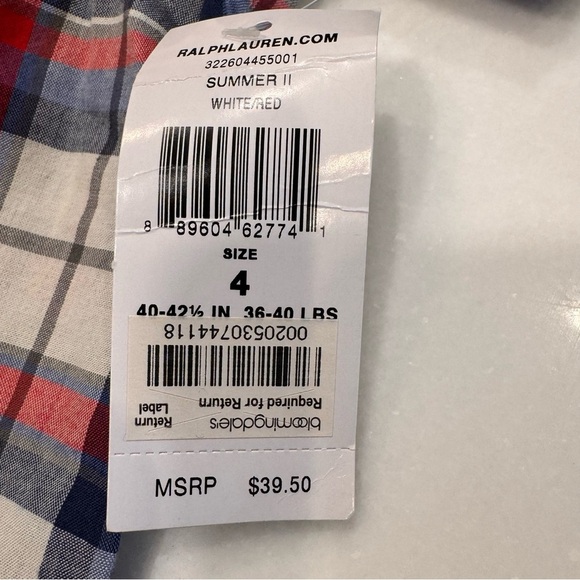 RALPHLAUREN.COM
322604455001
SUMMER II
WHITE/RED
8 89604 62774 1
SIZE
4
40-42½ IN 36-40 LBS
bloomingdale's
Required for Return
Return
Label
0020530744118
MSRP $39.50